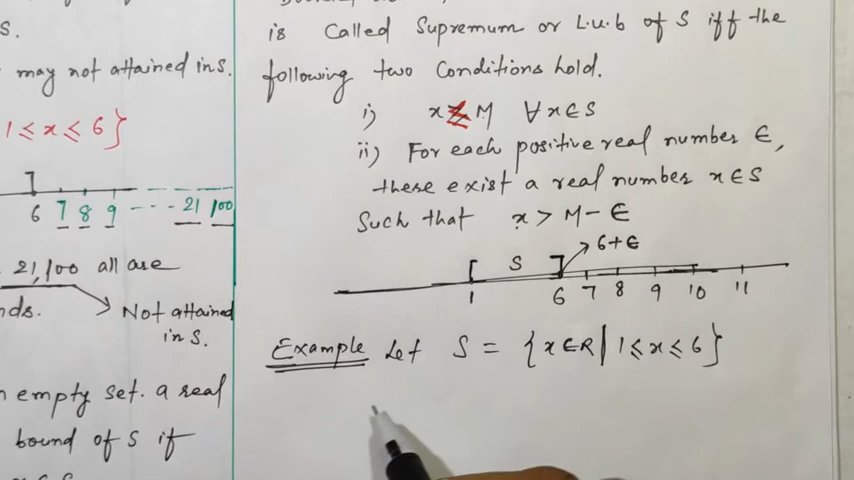 s.
may not attained in S.
1 ≤ x ≤ 6}
]
6 7 8 9 --- 21 100
21,100 all are
nds. → Not attained
in S.
empty set. a real
bound of S if
is Called Supremum or L.u.b of S iff the
following two Conditions hold.
i) x ≤ M ∀ x ∈ S
ii) For each positive real number ϵ,
these exist a real number x ∈ S
Such that x > M - ϵ
[ S ] 6+ϵ
1 6 7 8 9 10 11
Example Let S = {x ∈ R | 1 ≤ x ≤ 6}